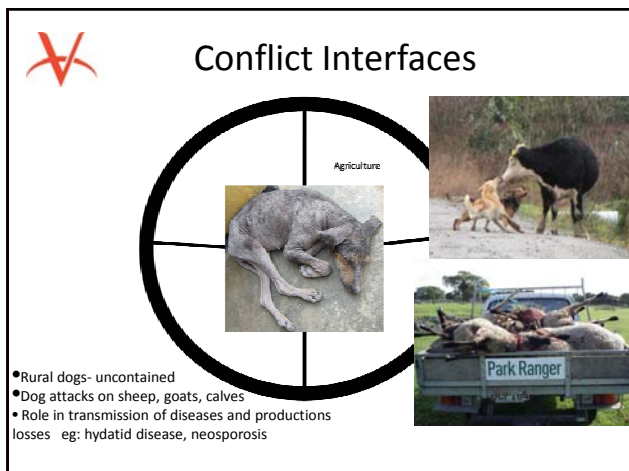 Conflict Interfaces
Agriculture
Park Ranger
•Rural dogs- uncontained
•Dog attacks on sheep, goats, calves
• Role in transmission of diseases and productions
losses eg: hydatid disease, neosporosis